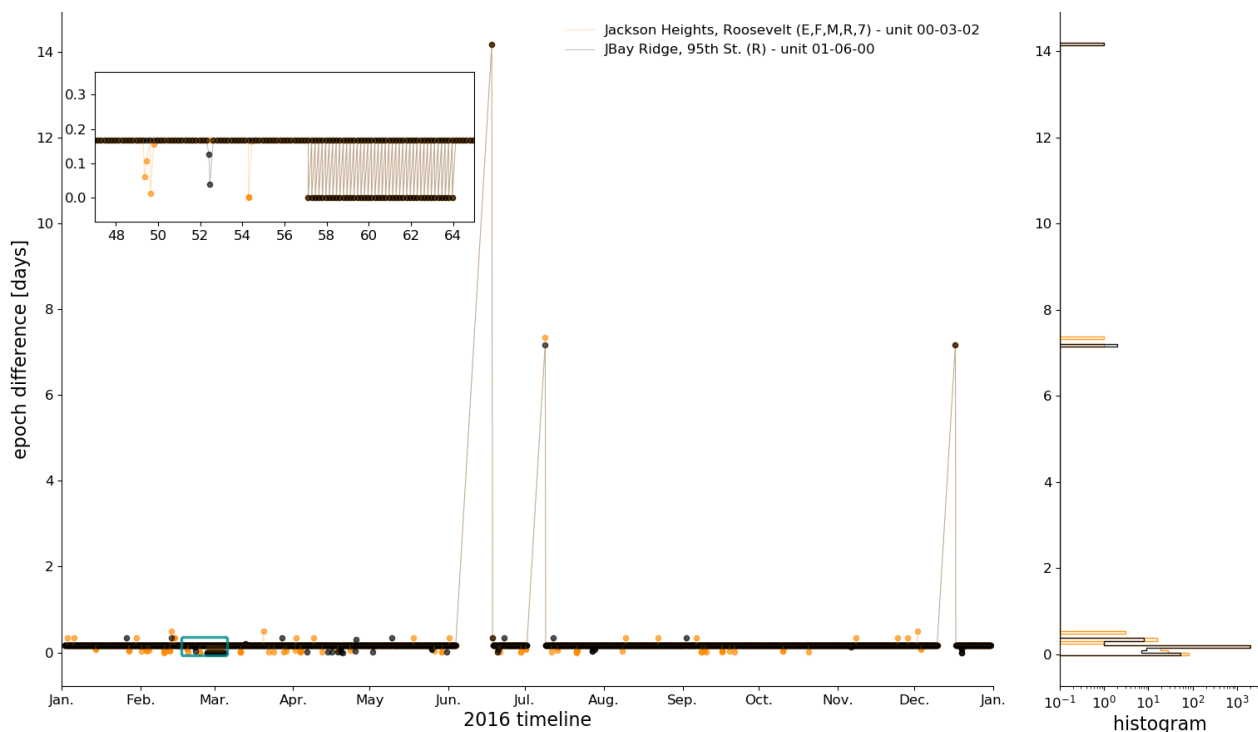 Jackson Heights, Roosevelt (E,F,M,R,7) - unit 00-03-02
JBay Ridge, 95th St. (R) - unit 01-06-00
14
12
10
8
6
4
2
0
epoch difference [days]
0.3
0.2
0.1
0.0
48 50 52 54 56 58 60 62 64
Jan. Feb. Mar. Apr. May Jun. Jul. Aug. Sep. Oct. Nov. Dec. Jan.
2016 timeline
14
12
10
8
6
4
2
0
10⁻¹ 10⁰ 10¹ 10² 10³
histogram